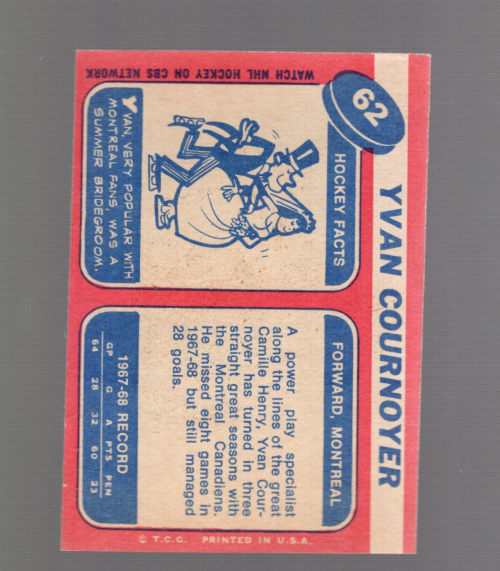 62
YVAN COURNOYER
HOCKEY FACTS
YVAN, VERY POPULAR WITH
MONTREAL FANS, WAS A
SUMMER BRIDEGROOM.
WATCH NHL HOCKEY ON CBS NETWORK
FORWARD, MONTREAL
A power play specialist
along the lines of the great
Camille Henry, Yvan Cour-
noyer has turned in three
straight great seasons with
the Montreal Canadiens.
He missed eight games in
1967-68 but still managed
28 goals.
1967-68 RECORD
GP G A PTS PEN
64 28 32 60 23
© T.C.G. PRINTED IN U.S.A.